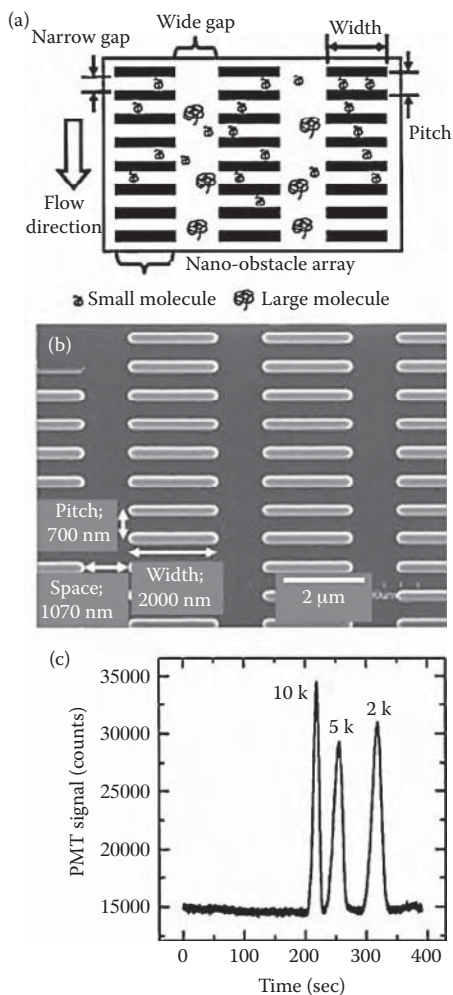 (a)
Wide gap
Width
Narrow gap
Pitch
Flow
direction
Nano-obstacle array
Small molecule
Large molecule
(b)
Pitch;
700 nm
Space;
1070 nm
Width;
2000 nm
2 μm
(c)
35000
30000
25000
20000
15000
10 k
5 k
2 k
PMT signal (counts)
0
100
200
300
400
Time (sec)